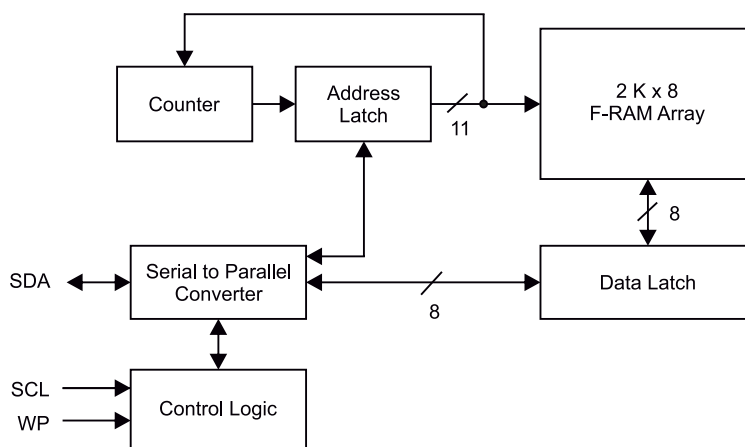 Counter
Address
Latch
11
2 K x 8
F-RAM Array
8
SDA
Serial to Parallel
Converter
8
Data Latch
SCL
WP
Control Logic